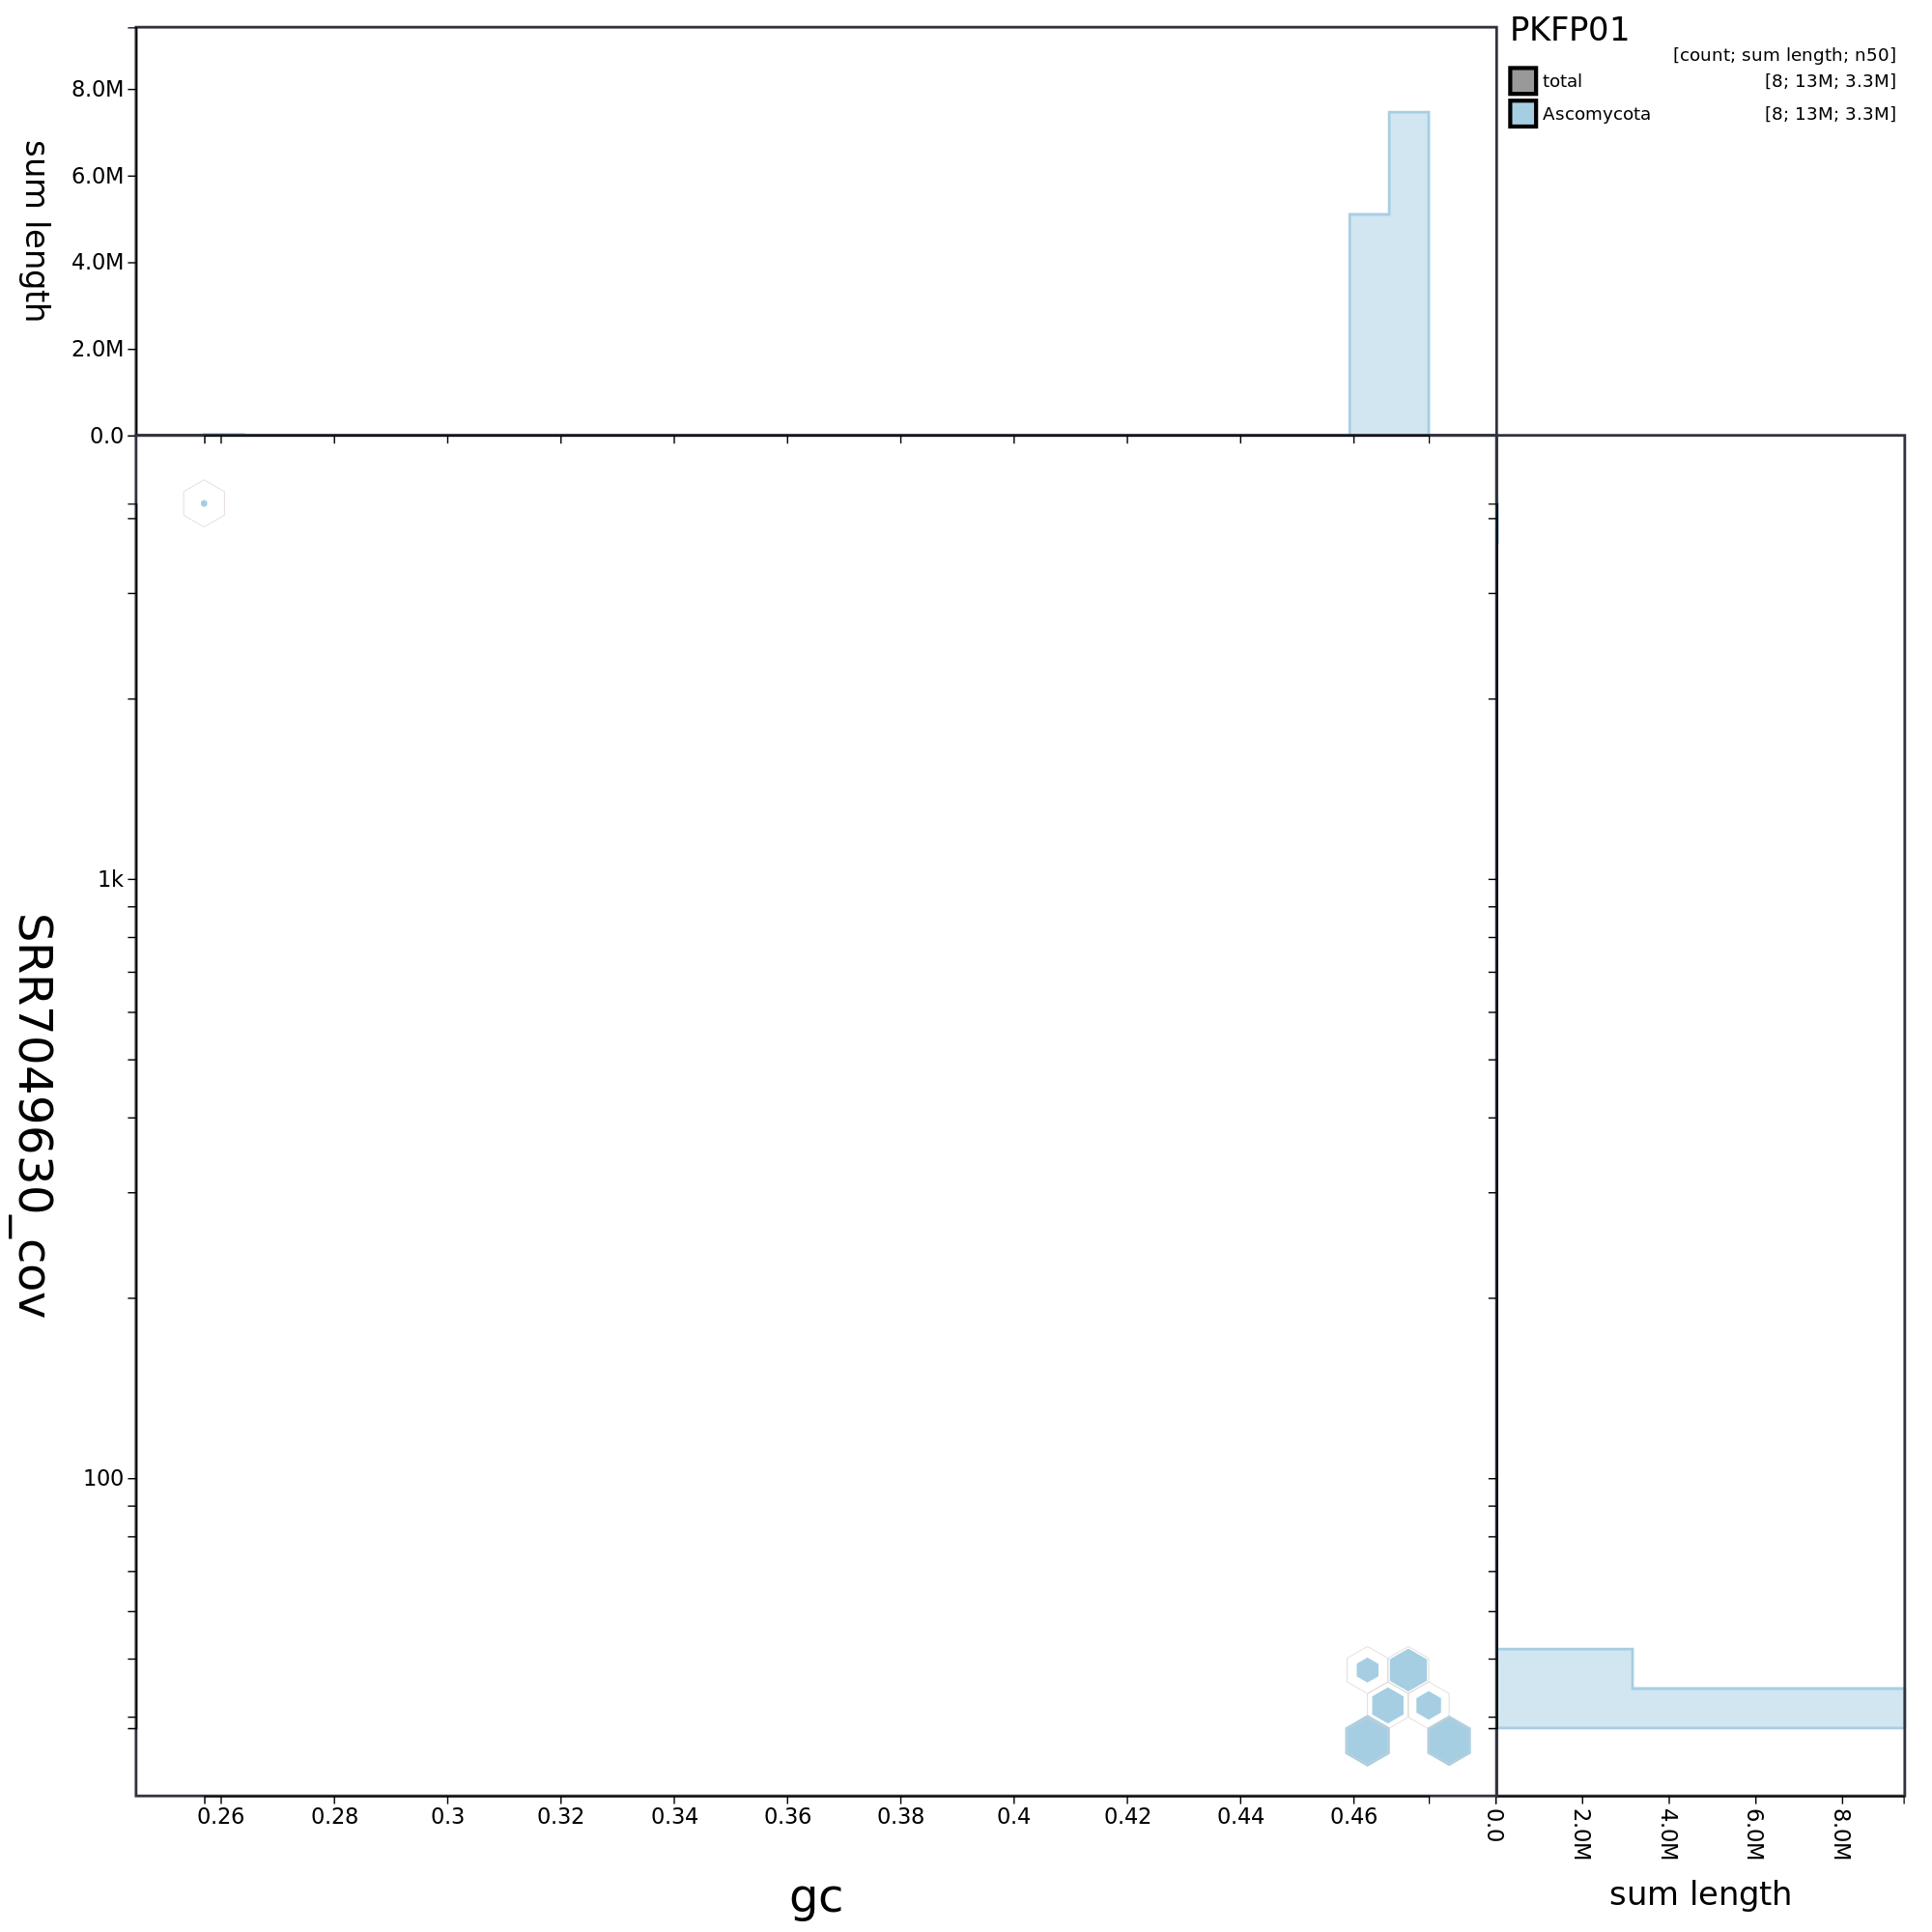 PKFP01
[count; sum length; n50]
total [8; 13M; 3.3M]
Ascomycota [8; 13M; 3.3M]
sum length
8.0M
6.0M
4.0M
2.0M
0.0
SRR7049630_cov
1k
100
0.26 0.28 0.3 0.32 0.34 0.36 0.38 0.4 0.42 0.44 0.46
gc
0.0 2.0M 4.0M 6.0M 8.0M
sum length